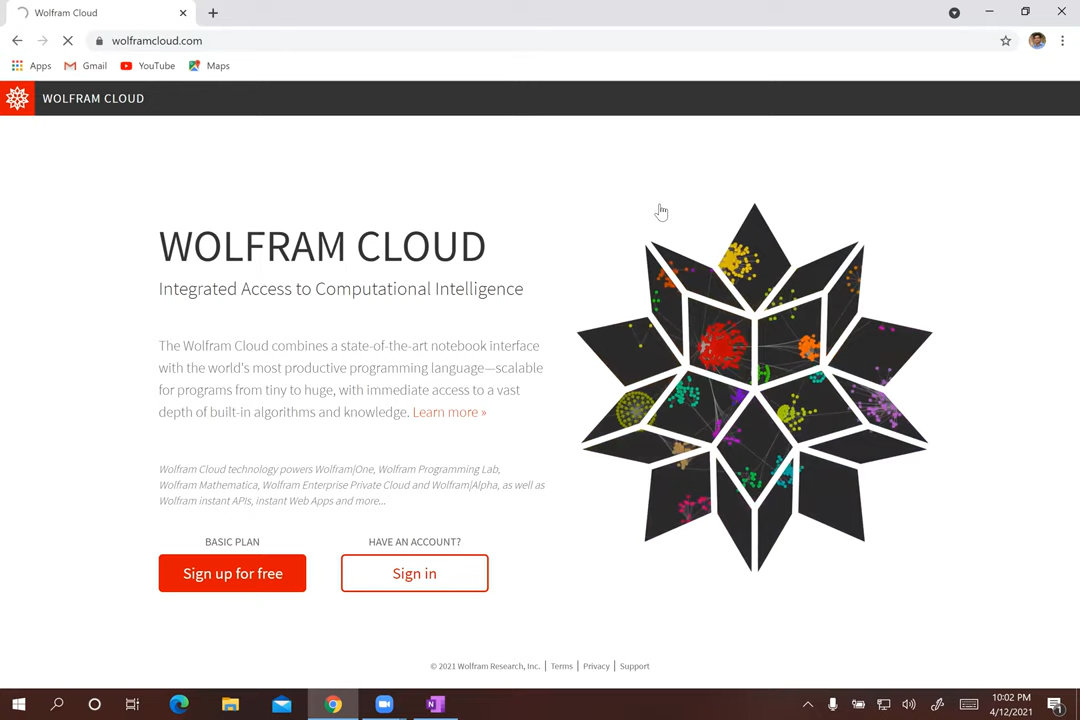 Wolfram Cloud
wolframcloud.com
Apps Gmail YouTube Maps
WOLFRAM CLOUD
WOLFRAM CLOUD
Integrated Access to Computational Intelligence
The Wolfram Cloud combines a state-of-the-art notebook interface
with the world's most productive programming language—scalable
for programs from tiny to huge, with immediate access to a vast
depth of built-in algorithms and knowledge. Learn more »
Wolfram Cloud technology powers Wolfram|One, Wolfram Programming Lab,
Wolfram Mathematica, Wolfram Enterprise Private Cloud and Wolfram|Alpha, as well as
Wolfram instant APIs, instant Web Apps and more...
BASIC PLAN HAVE AN ACCOUNT?
Sign up for free Sign in
© 2021 Wolfram Research, Inc. | Terms | Privacy | Support
10:02 PM
4/12/2021
1